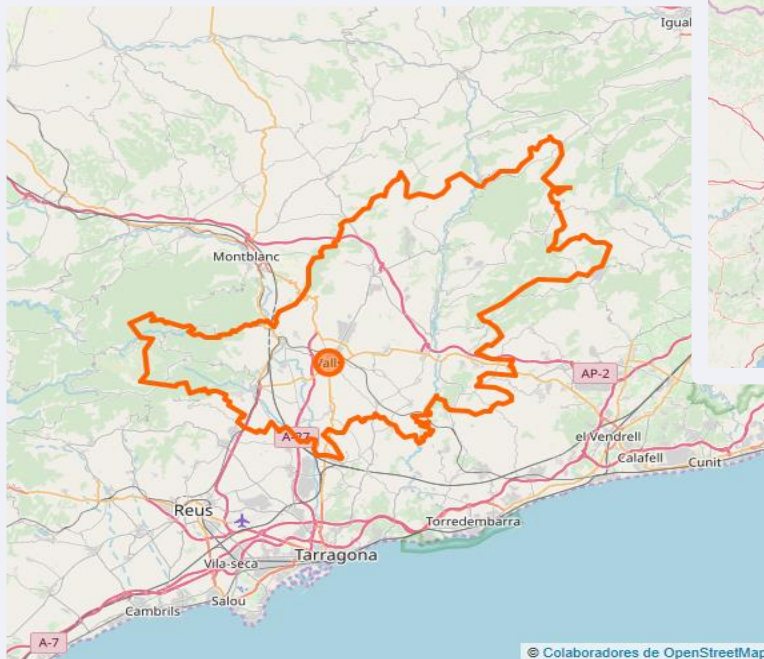 Igual
Montblanc
Valls
AP-2
A-27
el Vendrell
Calafell
Cunit
Reus
Torredembarra
Tarragona
Vila-seca
Salou
Cambrils
A-7
© Colaboradores de OpenStreetMap